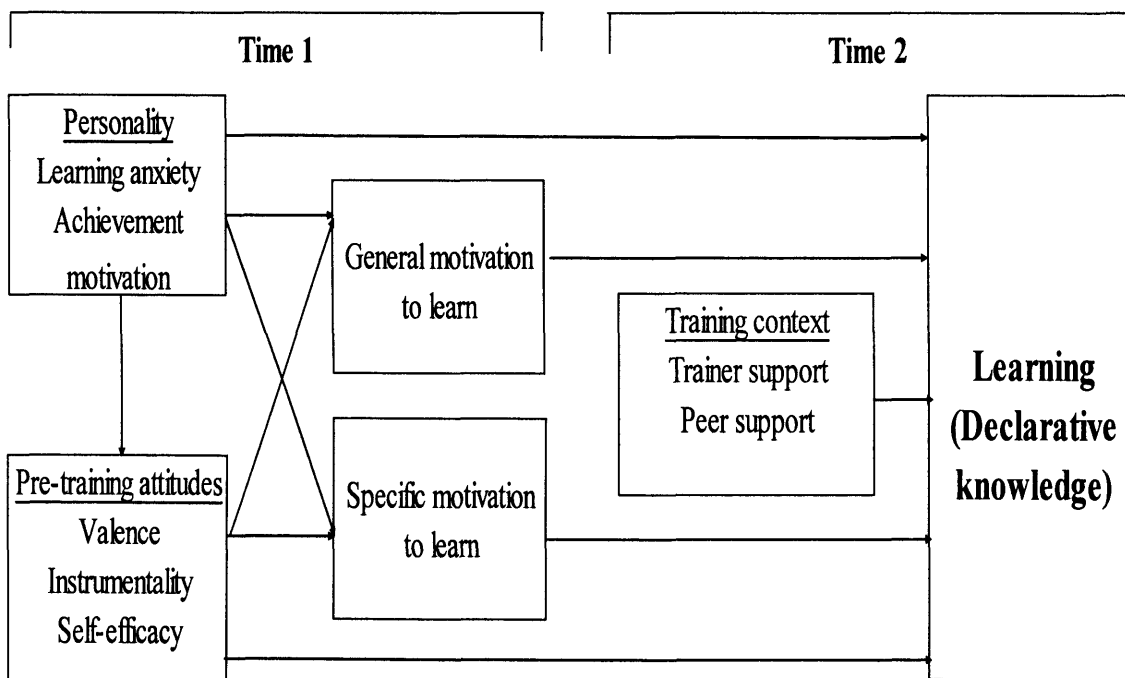 Time 1
Time 2
Personality
Learning anxiety
Achievement
motivation
General motivation
to learn
Training context
Trainer support
Peer support
Learning
(Declarative
knowledge)
Pre-training attitudes
Valence
Instrumentality
Self-efficacy
Specific motivation
to learn